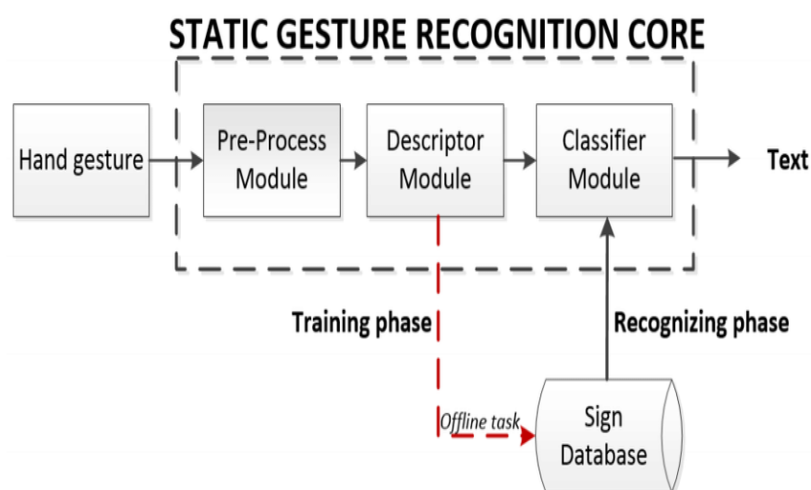 STATIC GESTURE RECOGNITION CORE
Hand gesture
Pre-Process
Module
Descriptor
Module
Classifier
Module
Text
Training phase
Recognizing phase
Offline task
Sign
Database